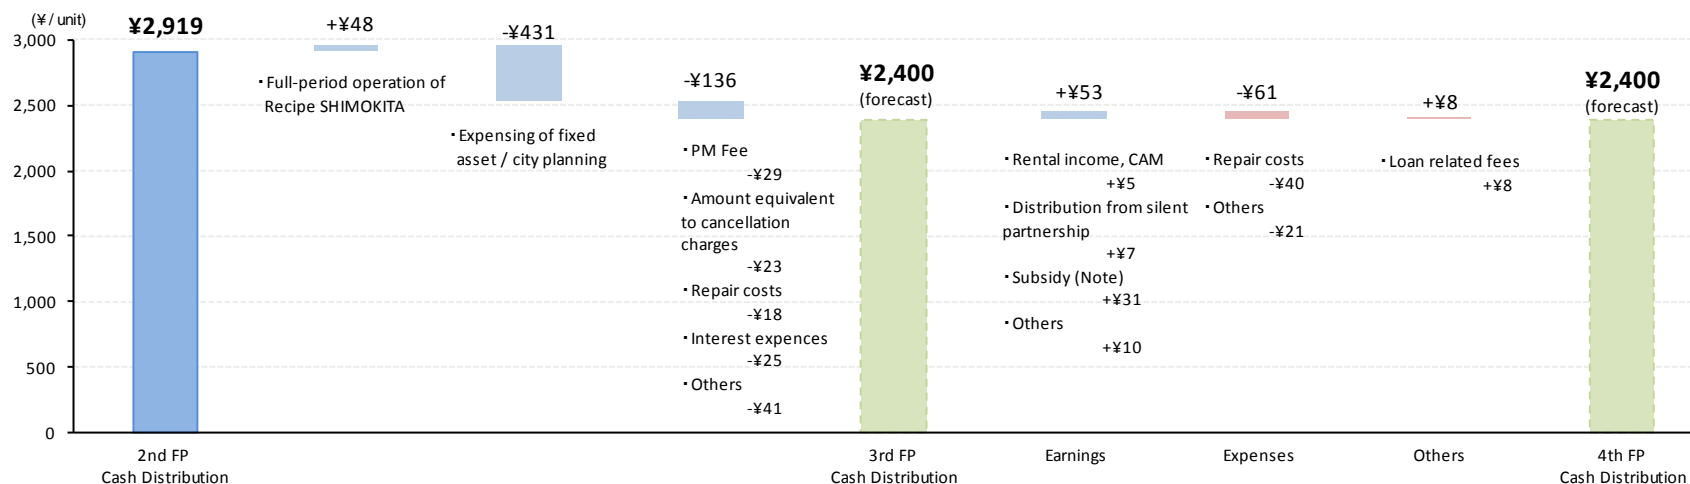 (¥ / unit)
3,000
2,500
2,000
1,500
1,000
500
0
¥2,919
+¥48
・Full-period operation of
Recipe SHIMOKITA
-¥431
・Expensing of fixed
asset / city planning
-¥136
・PM Fee
-¥29
・Amount equivalent
to cancellation
charges
-¥23
・Repair costs
-¥18
・Interest expences
-¥25
・Others
-¥41
¥2,400
(forecast)
+¥53
・Rental income, CAM
+¥5
・Distribution from silent
partnership
+¥7
・Subsidy (Note)
+¥31
・Others
+¥10
-¥61
・Repair costs
-¥40
・Others
-¥21
+¥8
・Loan related fees
+¥8
¥2,400
(forecast)
2nd FP
Cash Distribution
3rd FP
Cash Distribution
Earnings
Expenses
Others
4th FP
Cash Distribution